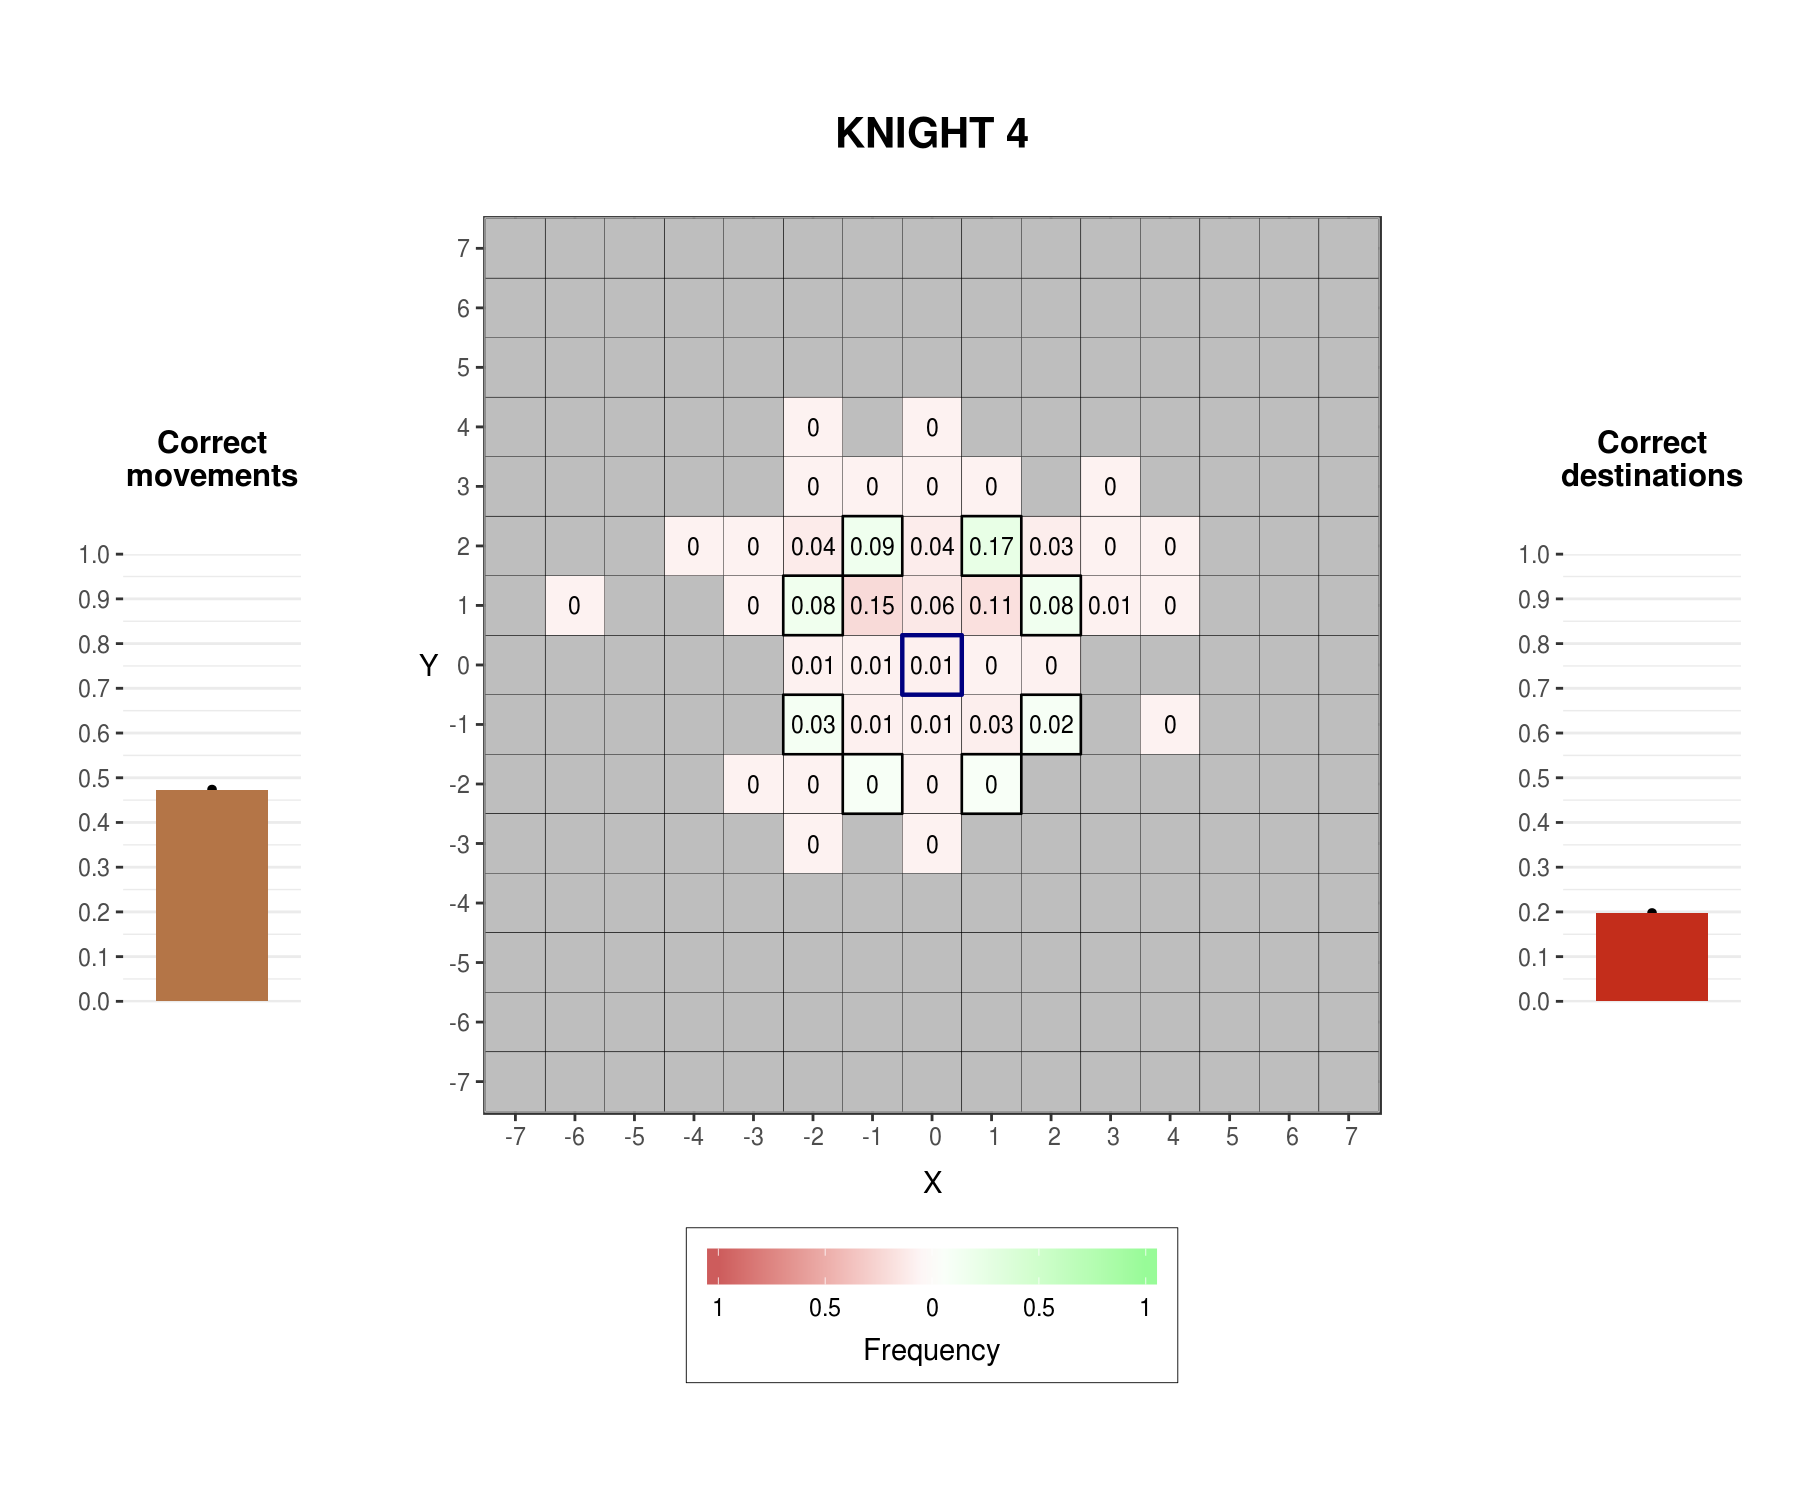 KNIGHT 4
Correct
movements
1.0
0.9
0.8
0.7
0.6
0.5
0.4
0.3
0.2
0.1
0.0
Y
7
6
5
4 0 0
3 0 0 0 0 0
2 0 0 0.04 0.09 0.04 0.17 0.03 0 0
1 0 0 0.08 0.15 0.06 0.11 0.08 0.01 0
0 0.01 0.01 0.01 0 0
-1 0.03 0.01 0.01 0.03 0.02 0
-2 0 0 0 0 0
-3 0 0
-4
-5
-6
-7
-7 -6 -5 -4 -3 -2 -1 0 1 2 3 4 5 6 7
X
1 0.5 0 0.5 1
Frequency
Correct
destinations
1.0
0.9
0.8
0.7
0.6
0.5
0.4
0.3
0.2
0.1
0.0